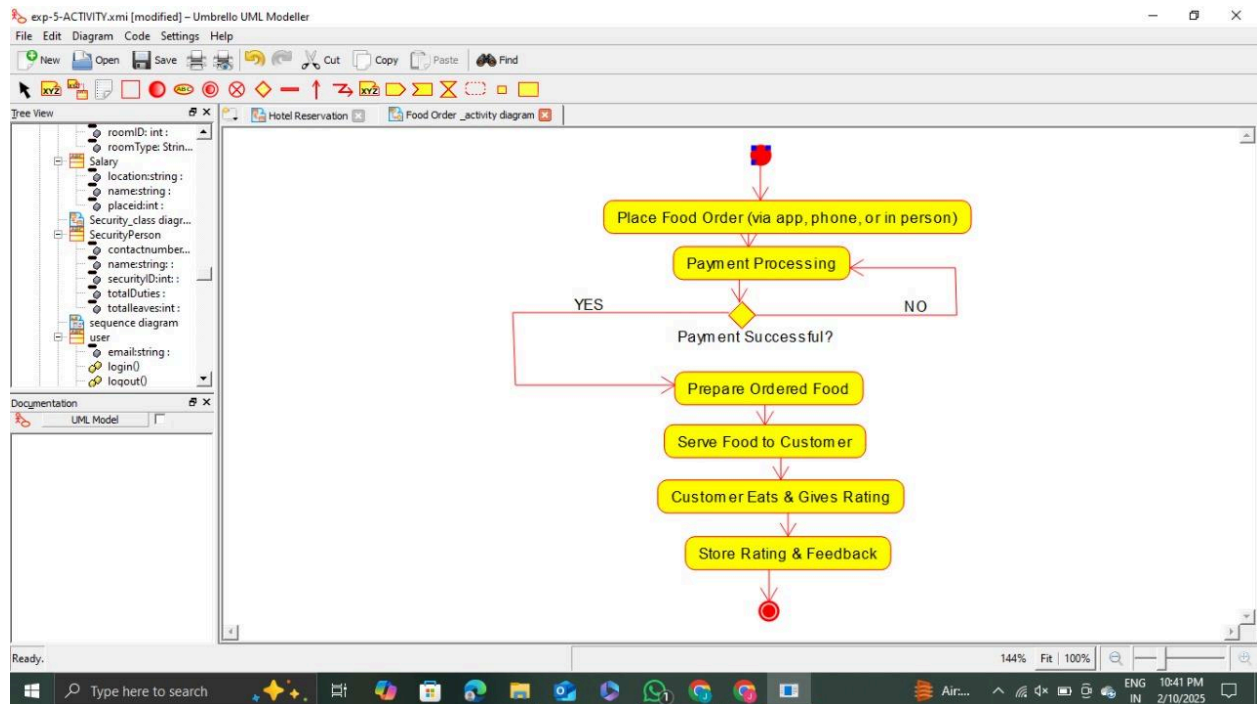 exp-5-ACTIVITY.xmi [modified] – Umbrello UML Modeller
File Edit Diagram Code Settings Help
New Open Save Cut Copy Paste Find
Tree View
Hotel Reservation
Food Order _activity diagram
roomID: int :
roomType: Strin...
Salary
location:string :
name:string :
placeid:int :
Security_class diagr...
SecurityPerson
contactnumber...
name:string: :
securityID:int: :
totalDuties :
totalleaves:int :
sequence diagram
user
email:string :
login()
logout()
Documentation
UML Model
Place Food Order (via app, phone, or in person)
Payment Processing
YES
NO
Payment Successful?
Prepare Ordered Food
Serve Food to Customer
Customer Eats & Gives Rating
Store Rating & Feedback
Ready.
144% Fit 100%
Type here to search
Air:...
ENG
IN
10:41 PM
2/10/2025